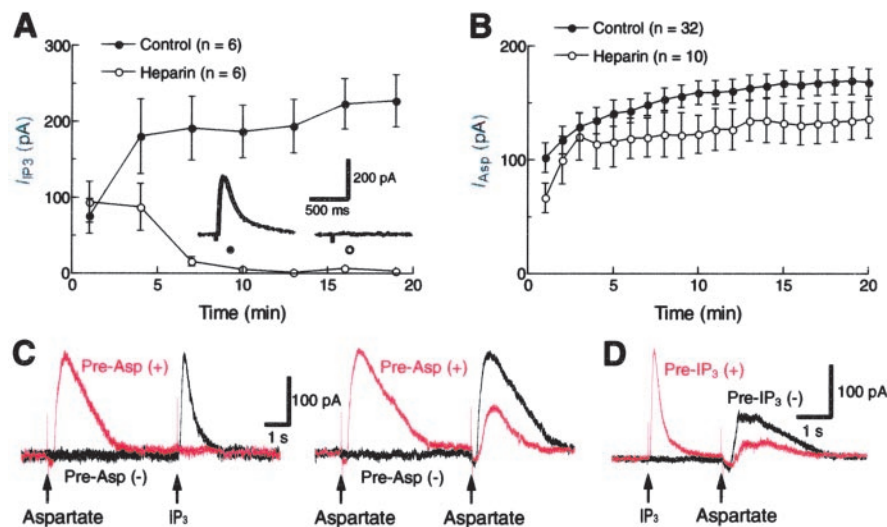 A
Control (n = 6)
Heparin (n = 6)
300
200
100
0
I_IP3 (pA)
200 pA
500 ms
0
5
10
15
20
Time (min)
B
Control (n = 32)
Heparin (n = 10)
200
100
0
I_Asp (pA)
0
5
10
15
20
Time (min)
C
Pre-Asp (+)
Pre-Asp (-)
Aspartate
IP₃
100 pA
1 s
Pre-Asp (+)
Pre-Asp (-)
Aspartate
Aspartate
D
Pre-IP₃ (+)
Pre-IP₃ (-)
100 pA
1 s
IP₃
Aspartate